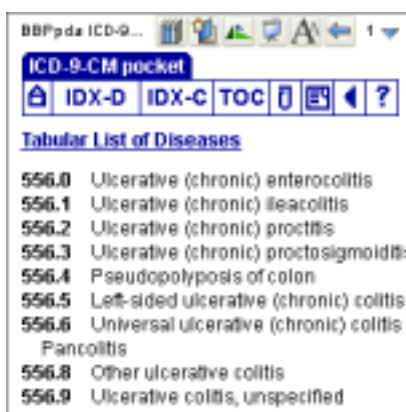 BBPpda ICD-9... 1
ICD-9-CM pocket
IDX-D IDX-C TOC ?
Tabular List of Diseases
556.0 Ulcerative (chronic) enterocolitis
556.1 Ulcerative (chronic) ileacolitis
556.2 Ulcerative (chronic) proctitis
556.3 Ulcerative (chronic) proctosigmoiditis
556.4 Pseudopolyposis of colon
556.5 Left-sided ulcerative (chronic) colitis
556.6 Universal ulcerative (chronic) colitis
Pancolitis
556.8 Other ulcerative colitis
556.9 Ulcerative colitis, unspecified